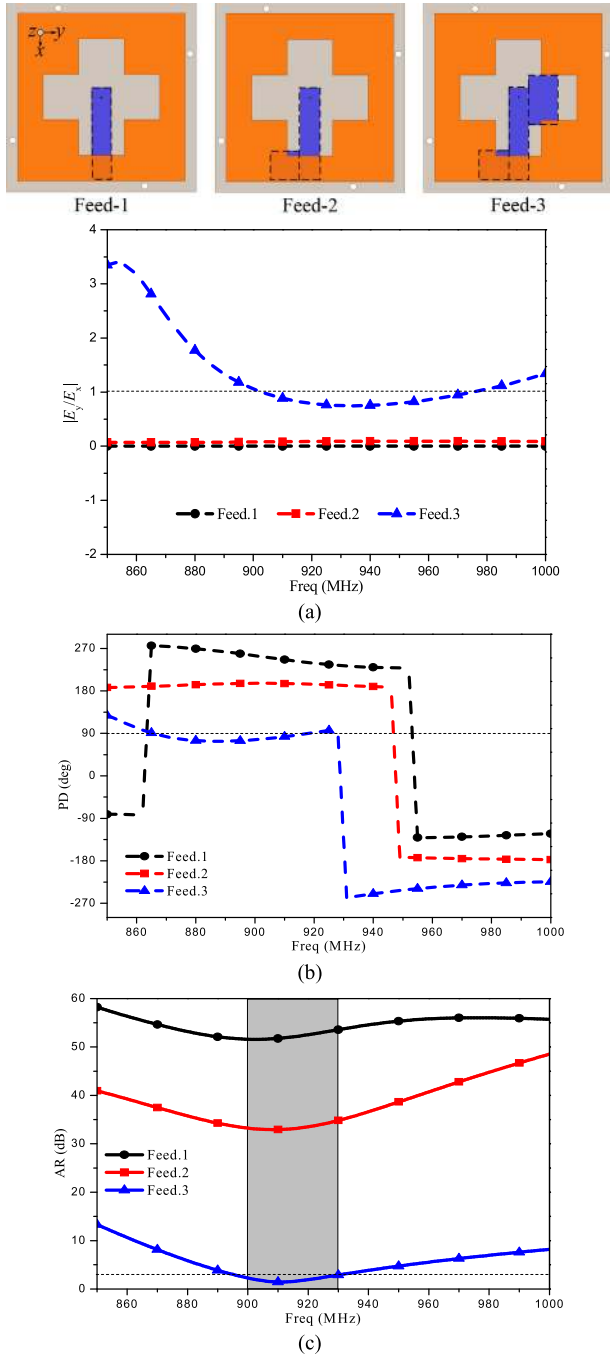 z y
x
Feed-1 Feed-2 Feed-3
4
3
2
1
0
-1
-2
|Ey/Ex|
Feed.1 Feed.2 Feed.3
860 880 900 920 940 960 980 1000
Freq (MHz)
(a)
270
180
90
0
-90
-180
-270
PD (deg)
Feed.1
Feed.2
Feed.3
860 880 900 920 940 960 980 1000
Freq (MHz)
(b)
60
50
40
30
20
10
0
AR (dB)
Feed.1
Feed.2
Feed.3
860 880 900 920 940 960 980 1000
Freq (MHz)
(c)